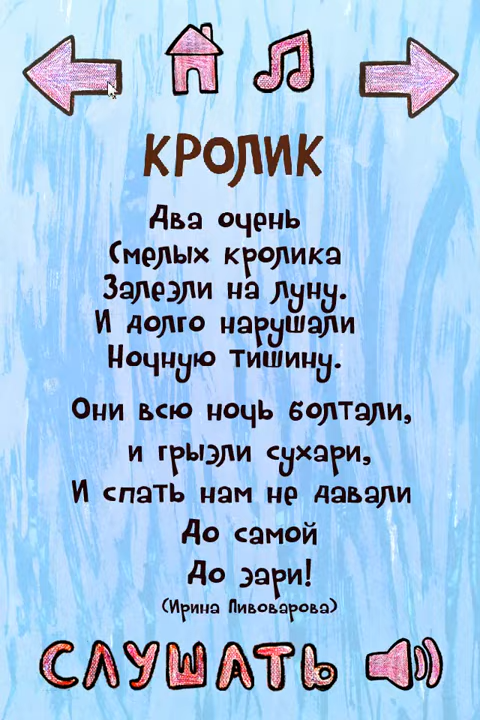 КРОЛИК
Два очень
Смелых кролика
Залезли на луну.
И долго нарушали
Ночную тишину.
Они всю ночь болтали,
и грызли сухари,
И спать нам не давали
До самой
До зари!
(Ирина Пивоварова)
СЛУШАТЬ